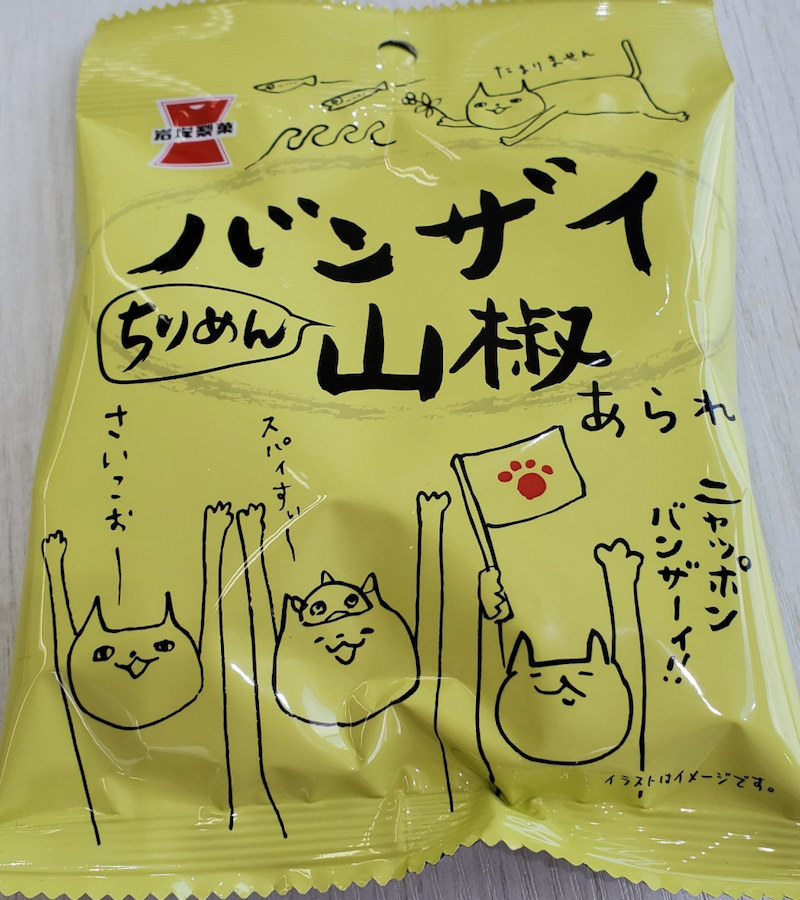 たまりません
岩塚製菓
バンザイ
ちりめん
山椒
あられ
さいこおー
スパイすぃ〜
ニャッポン
バンザーイ!!
イラストはイメージです。